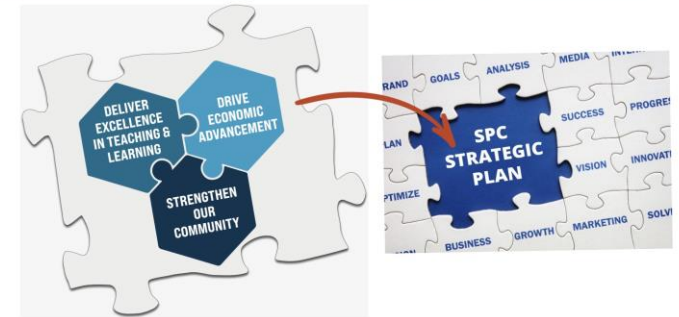 DELIVER
EXCELLENCE
IN TEACHING &
LEARNING
DRIVE
ECONOMIC
ADVANCEMENT
STRENGTHEN
OUR
COMMUNITY
GOALS
ANALYSIS
MEDIA
SUCCESS
SPC
STRATEGIC
PLAN
VISION
BUSINESS
GROWTH
MARKETING